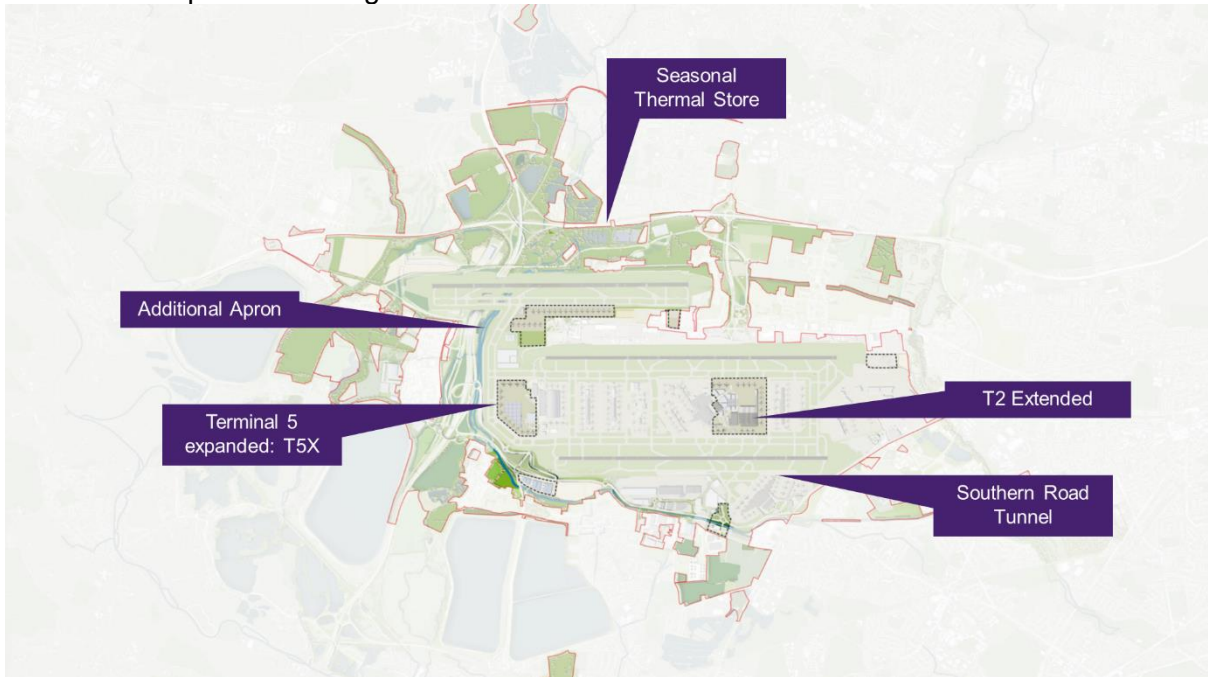 Seasonal
Thermal Store
Additional Apron
T2 Extended
Terminal 5
expanded: T5X
Southern Road
Tunnel